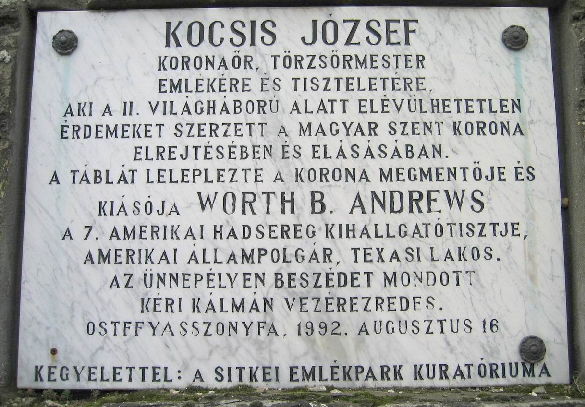 KOCSIS JÓZSEF
KORONAŐR, TÖRZSŐRMESTER
EMLÉKÉRE ÉS TISZTELETÉRE,
AKI A II. VILÁGHÁBORÚ ALATT ELÉVÜLHETETLEN
ÉRDEMEKET SZERZETT A MAGYAR SZENT KORONA
ELREJTÉSÉBEN ÉS ELÁSÁSÁBAN.
A TÁBLÁT LELEPLEZTE A KORONA MEGMENTŐJE ÉS
KIÁSÓJA WORTH B. ANDREWS
A 7. AMERIKAI HADSEREG KIHALLGATÓTISZTJE,
AMERIKAI ÁLLAMPOLGÁR, TEXASI LAKOS.
AZ ÜNNEPÉLYEN BESZÉDET MONDOTT
KÉRI KÁLMÁN VEZÉREZREDES.
OSTFFYASSZONYFA, 1992. AUGUSZTUS 16
KEGYELETTEL: A SITKEI EMLÉKPARK KURATÓRIUMA